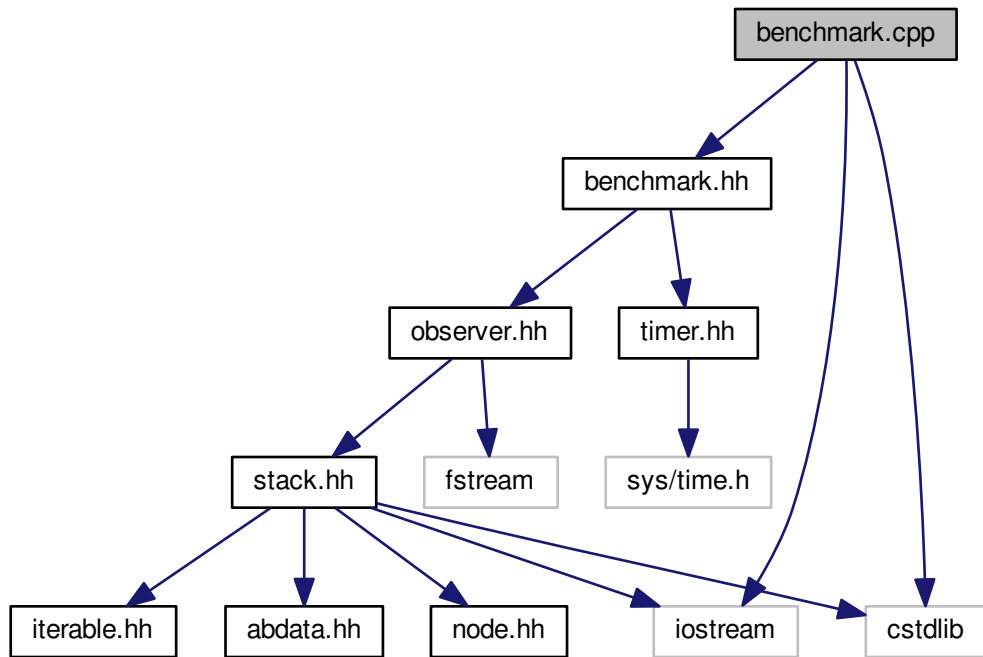 benchmark.cpp
benchmark.hh
observer.hh
timer.hh
stack.hh
fstream
sys/time.h
iterable.hh
abdata.hh
node.hh
iostream
cstdlib